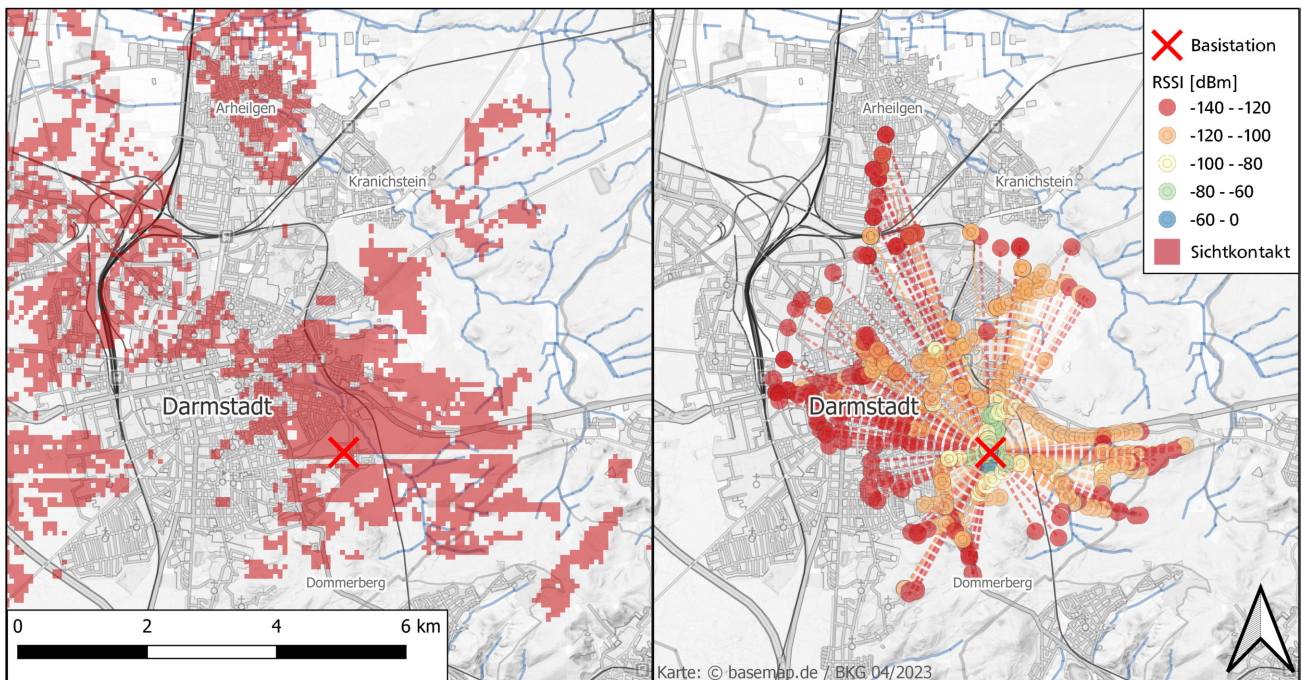 Arheilgen
Kranichstein
Darmstadt
Dommerberg
0 2 4 6 km
Arheilgen
Kranichstein
Darmstadt
Dommerberg
Karte: © basemap.de / BKG 04/2023
Basistation
RSSI [dBm]
-140 - -120
-120 - -100
-100 - -80
-80 - -60
-60 - 0
Sichtkontakt